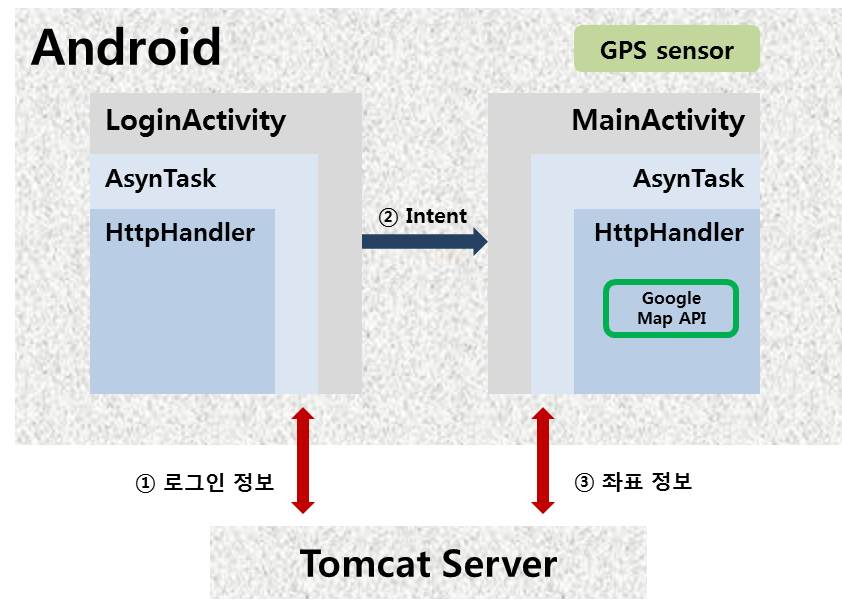 Android
GPS sensor
LoginActivity
MainActivity
AsynTask
AsynTask
② Intent
HttpHandler
HttpHandler
Google
Map API
① 로그인 정보
③ 좌표 정보
Tomcat Server